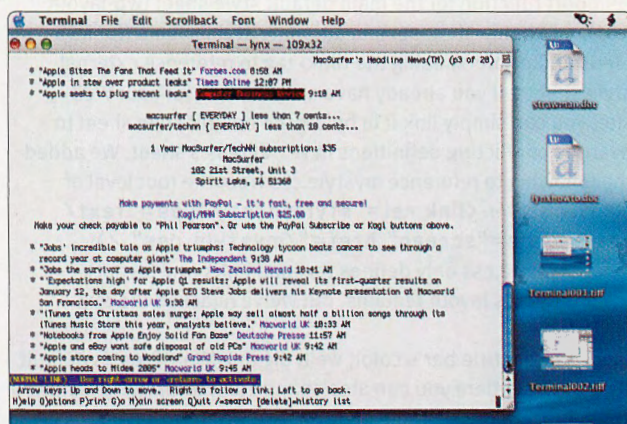 Terminal File Edit Scrollback Font Window Help
Terminal — lynx — 109x32
MacSurfer's Headline News(TM) (p3 of 20)
* "Apple Bites The Fans That Feed It" Forbes.com 8:50 AM
* "Apple in stew over product leaks" Times Online 12:07 PM
* "Apple seeks to plug recent leaks" Computer Business Review 9:18 AM
macsurfer [ EVERYDAY ] less than 7 cents...
macsurfer/technn [ EVERYDAY ] less than 10 cents...
1 Year MacSurfer/TechNN subscription: $35
MacSurfer
102 21st Street, Unit 3
Spirit Lake, IA 51360
Make payments with PayPal - it's fast, free and secure!
Kagi/MHN Subscription $25.00
Make your check payable to "Phil Pearson". Or use the PayPal Subscribe or Kagi buttons above.
* "Jobs' incredible tale as Apple triumphs: Technology tycoon beats cancer to see through a
record year at computer giant" The Independent 9:38 AM
* "Jobs the survivor as Apple triumphs" New Zealand Herald 10:41 AM
* "'Expectations high' for Apple Q1 results: Apple will reveal its first-quarter results on
January 12, the day after Apple CEO Steve Jobs delivers his Keynote presentation at Macworld
San Francisco." Macworld UK 9:38 AM
* "iTunes gets Christmas sales surge: Apple may sell almost half a billion songs through its
iTunes Music Store this year, analysts believe." Macworld UK 10:33 AM
* "Notebooks from Apple Enjoy Solid Fan Base" Deutsche Presse 11:57 AM
* "Apple and eBay want safe disposal of old PCs" Macworld UK 9:42 AM
* "Apple store coming to Woodland" Grand Rapids Press 9:42 AM
* "Apple heads to Midem 2005" Macworld UK 9:45 AM
(NORMAL LINK) Use right-arrow or <return> to activate.
Arrow keys: Up and Down to move. Right to follow a link; Left to go back.
H)elp O)ptions P)rint G)o M)ain screen Q)uit /=search [delete]=history list
strawmandoc
lynxhowto.doc
Terminal001.tiff
Terminal002.tiff